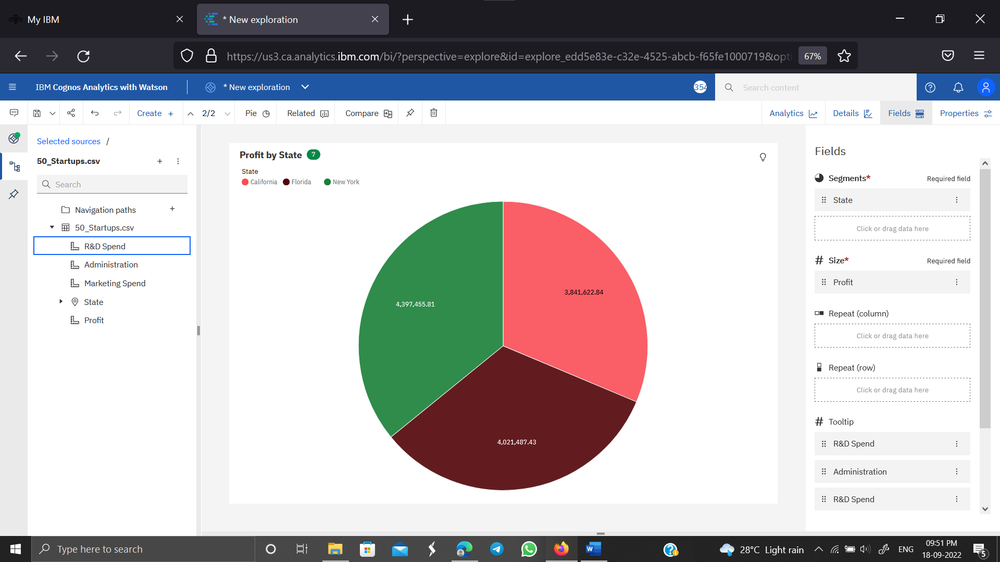 My IBM
* New exploration
https://us3.ca.analytics.ibm.com/bi/?perspective=explore&id=explore_edd5e83e-c32e-4525-abcb-f65fe1000719&opti
67%
IBM Cognos Analytics with Watson
* New exploration
354
Search content
Create +
2/2
Pie
Related
Compare
Analytics
Details
Fields
Properties
Selected sources /
50_Startups.csv
Search
Navigation paths
50_Startups.csv
R&D Spend
Administration
Marketing Spend
State
Profit
Profit by State 7
State
California Florida New York
3,841,622.84
4,397,455.81
4,021,487.43
Fields
Segments* Required field
State
Click or drag data here
# Size* Required field
Profit
Repeat (column)
Click or drag data here
Repeat (row)
Click or drag data here
# Tooltip
R&D Spend
Administration
R&D Spend
Type here to search
28°C Light rain
ENG
09:51 PM
18-09-2022
5